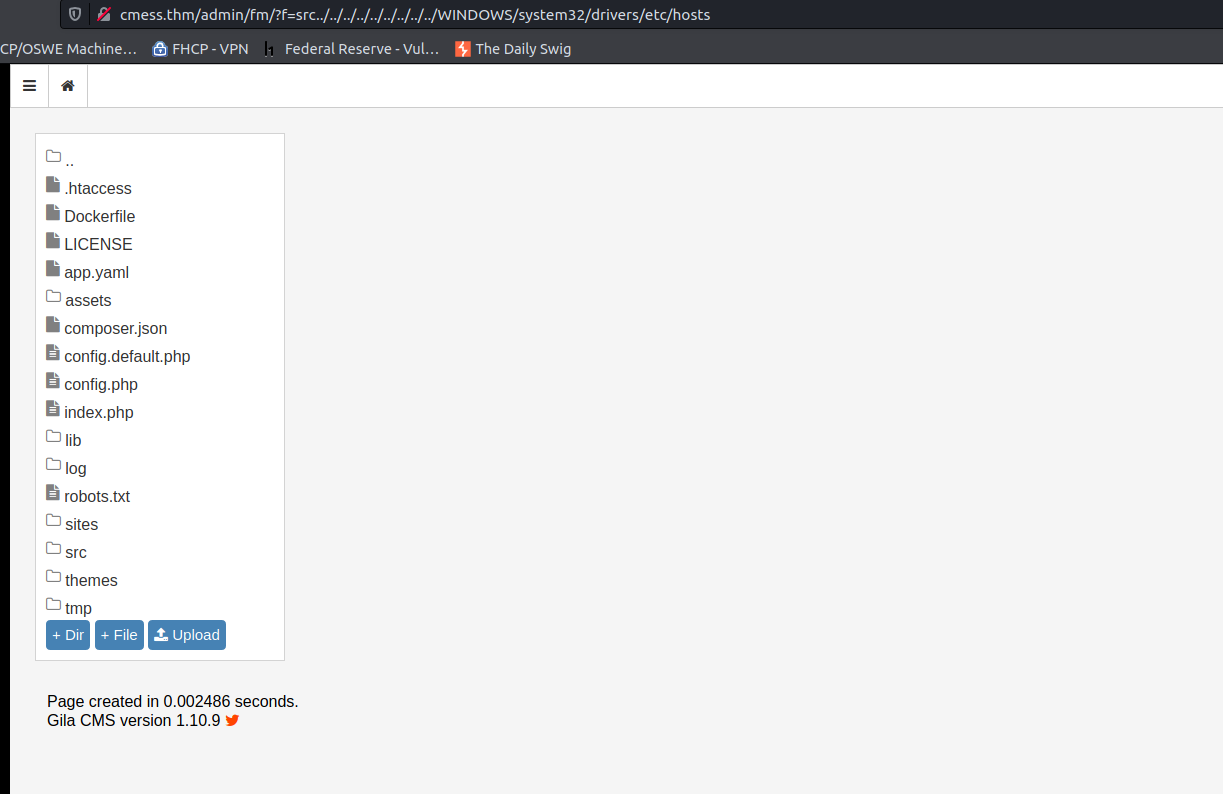 cmess.thm/admin/fm/?f=src../../../../../../../../../WINDOWS/system32/drivers/etc/hosts
CP/OSWE Machine… FHCP - VPN Federal Reserve - Vul… The Daily Swig
..
.htaccess
Dockerfile
LICENSE
app.yaml
assets
composer.json
config.default.php
config.php
index.php
lib
log
robots.txt
sites
src
themes
tmp
+ Dir + File Upload
Page created in 0.002486 seconds.
Gila CMS version 1.10.9